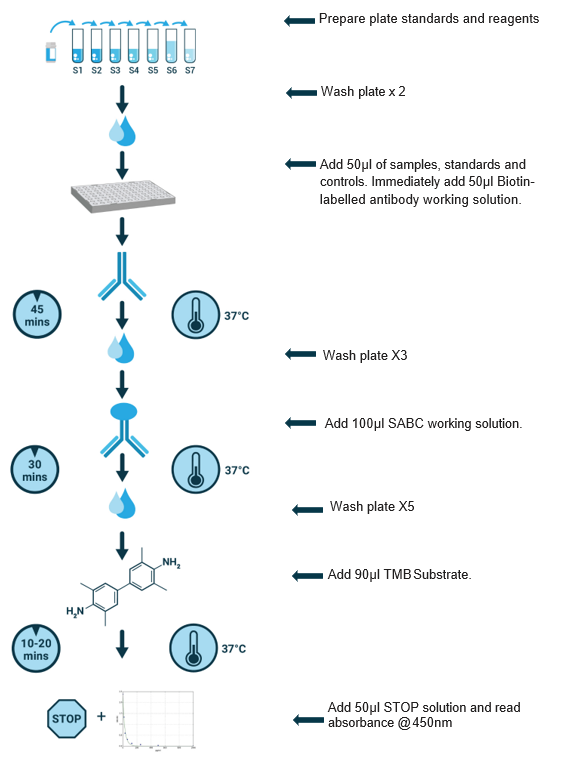 Prepare plate standards and reagents
S1 S2 S3 S4 S5 S6 S7
Wash plate x 2
Add 50µl of samples, standards and
controls. Immediately add 50µl Biotin-
labelled antibody working solution.
45
mins
37°C
Wash plate X3
Add 100µl SABC working solution.
30
mins
37°C
Wash plate X5
NH2
Add 90µl TMB Substrate.
H2N
10-20
mins
37°C
Add 50µl STOP solution and read
absorbance @450nm
STOP +